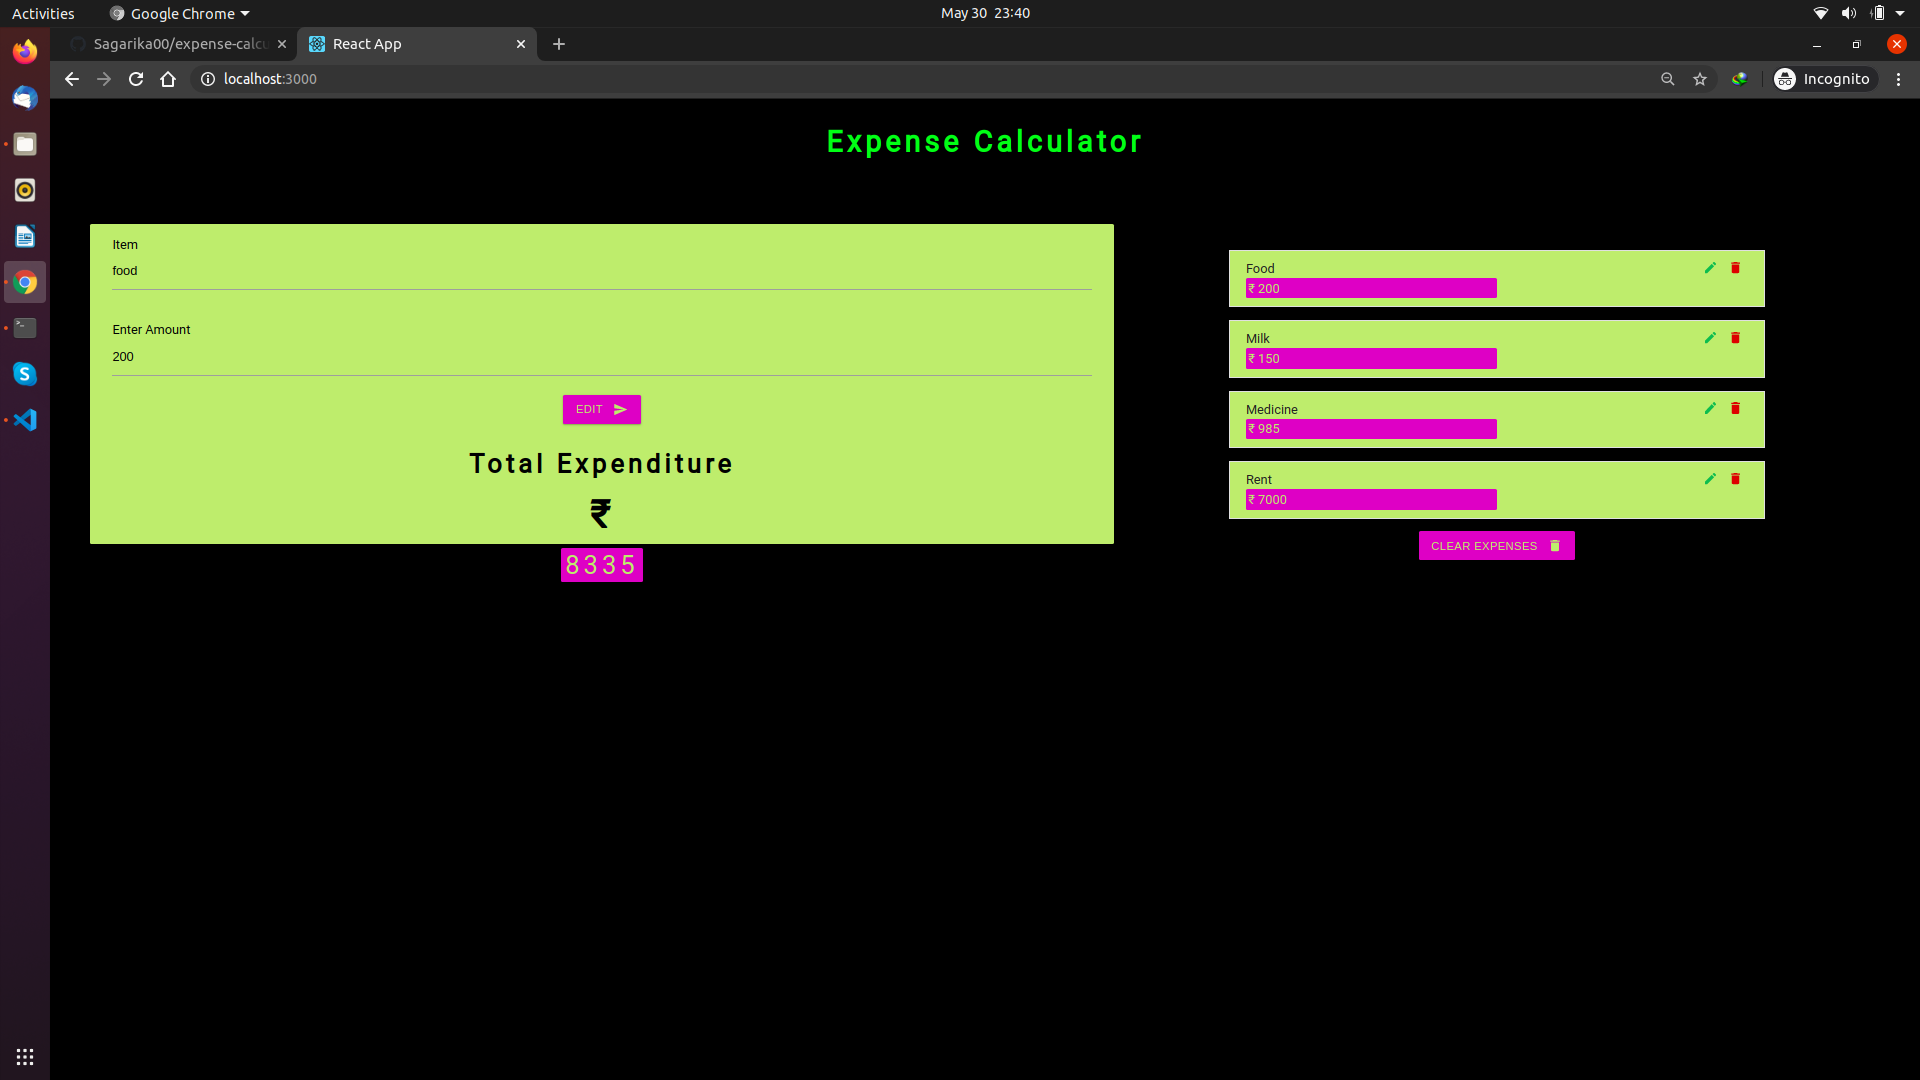 Activities
Google Chrome
May 30 23:40
Sagarika00/expense-calcu
React App
localhost:3000
Incognito
Expense Calculator
Item
food
Enter Amount
200
EDIT
Total Expenditure
₹
8335
Food
₹ 200
Milk
₹ 150
Medicine
₹ 985
Rent
₹ 7000
CLEAR EXPENSES